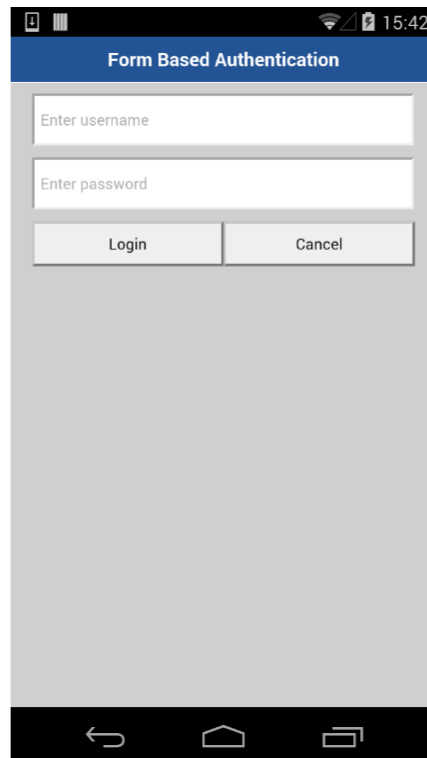 15:42
Form Based Authentication
Enter username
Enter password
Login Cancel